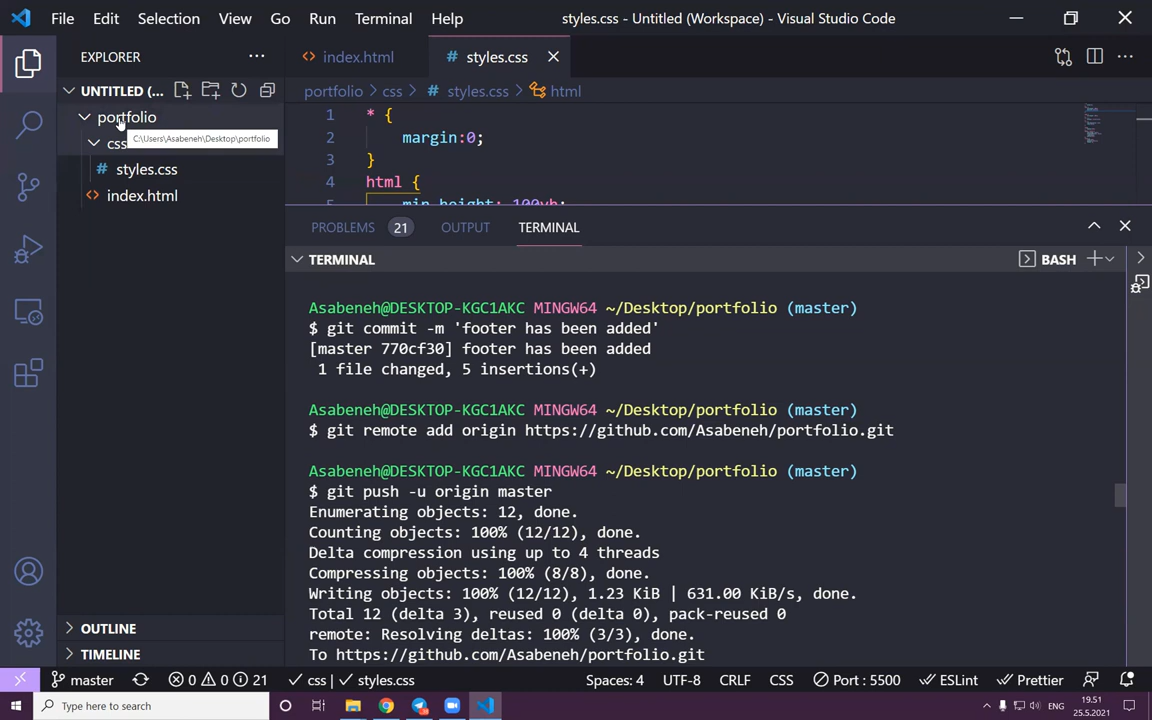 File Edit Selection View Go Run Terminal Help styles.css - Untitled (Workspace) - Visual Studio Code
EXPLORER
UNTITLED (...
portfolio
C:\Users\Asabeneh\Desktop\portfolio
css
# styles.css
<> index.html
OUTLINE
TIMELINE
<> index.html # styles.css
portfolio > css > # styles.css > html
1 * {
2 margin:0;
3 }
4 html {
5 min height: 100vh;
PROBLEMS 21 OUTPUT TERMINAL
TERMINAL BASH
Asabeneh@DESKTOP-KGC1AKC MINGW64 ~/Desktop/portfolio (master)
$ git commit -m 'footer has been added'
[master 770cf30] footer has been added
1 file changed, 5 insertions(+)
Asabeneh@DESKTOP-KGC1AKC MINGW64 ~/Desktop/portfolio (master)
$ git remote add origin https://github.com/Asabeneh/portfolio.git
Asabeneh@DESKTOP-KGC1AKC MINGW64 ~/Desktop/portfolio (master)
$ git push -u origin master
Enumerating objects: 12, done.
Counting objects: 100% (12/12), done.
Delta compression using up to 4 threads
Compressing objects: 100% (8/8), done.
Writing objects: 100% (12/12), 1.23 KiB | 631.00 KiB/s, done.
Total 12 (delta 3), reused 0 (delta 0), pack-reused 0
remote: Resolving deltas: 100% (3/3), done.
To https://github.com/Asabeneh/portfolio.git
master 0 0 21 css | styles.css Spaces: 4 UTF-8 CRLF CSS Port : 5500 ESLint Prettier
Type here to search ENG 19.51
25.5.2021